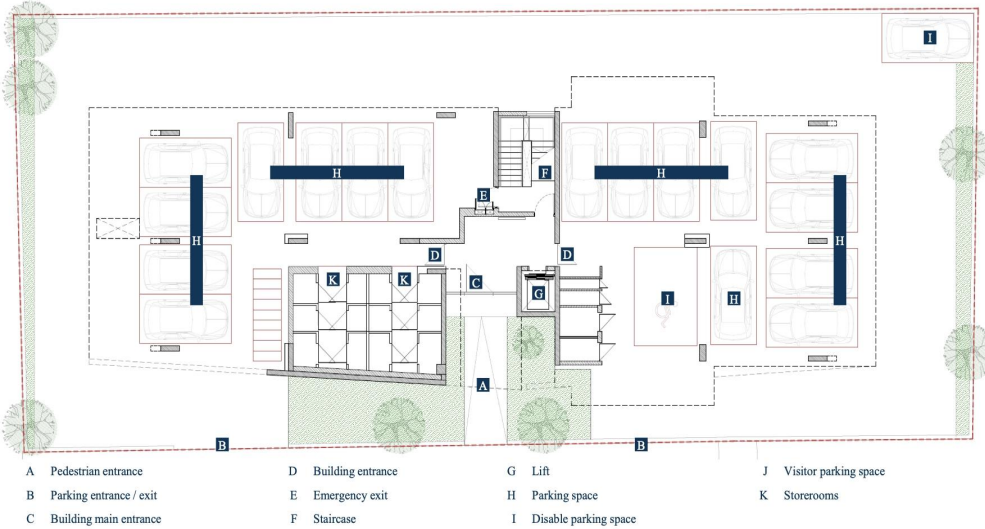 I
H
F
H
E
H
D
D
H
K
K
C
G
I
H
A
B
B
A Pedestrian entrance
B Parking entrance / exit
C Building main entrance
D Building entrance
E Emergency exit
F Staircase
G Lift
H Parking space
I Disable parking space
J Visitor parking space
K Storerooms